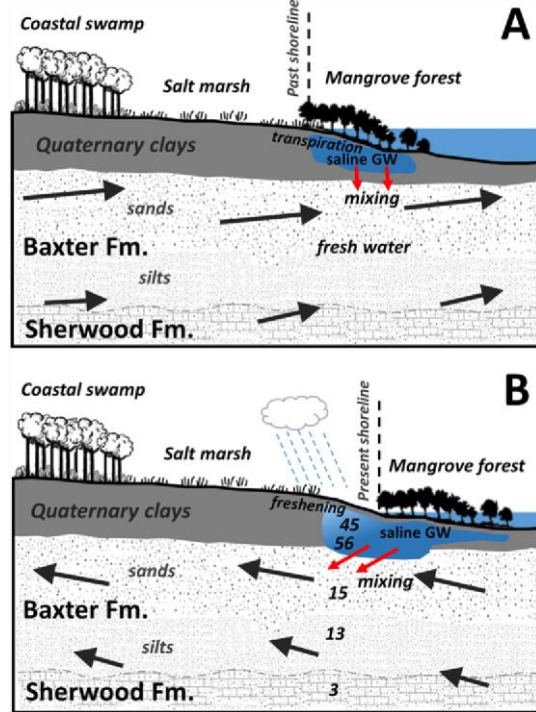 A
Coastal swamp
Past shoreline
Salt marsh
Mangrove forest
transpiration
Quaternary clays
saline GW
mixing
sands
Baxter Fm.
fresh water
silts
Sherwood Fm.
B
Coastal swamp
Present shoreline
Salt marsh
Mangrove forest
freshening
Quaternary clays
45
saline GW
56
sands
mixing
15
Baxter Fm.
13
silts
3
Sherwood Fm.